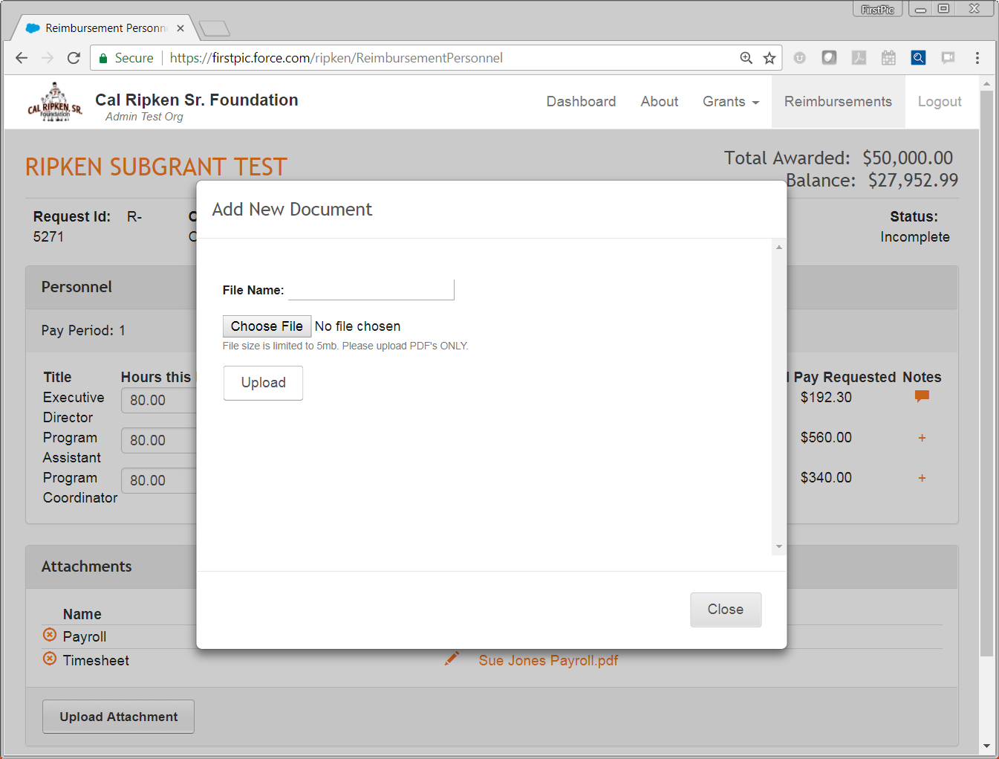 FirstPic
Reimbursement Personn
Secure
https://firstpic.force.com/ripken/ReimbursementPersonnel
CAL RIPKEN, SR.
Foundation
Cal Ripken Sr. Foundation
Admin Test Org
Dashboard
About
Grants
Reimbursements
Logout
RIPKEN SUBGRANT TEST
Total Awarded: $50,000.00
Balance: $27,952.99
Request Id: R-
5271
Status:
Incomplete
Add New Document
File Name:
Choose File No file chosen
File size is limited to 5mb. Please upload PDF's ONLY.
Upload
Close
Personnel
Pay Period: 1
Title Hours this Pay Requested Notes
Executive
Director 80.00 $192.30
Program
Assistant 80.00 $560.00 +
Program
Coordinator 80.00 $340.00 +
Attachments
Name
Payroll
Timesheet Sue Jones Payroll.pdf
Upload Attachment